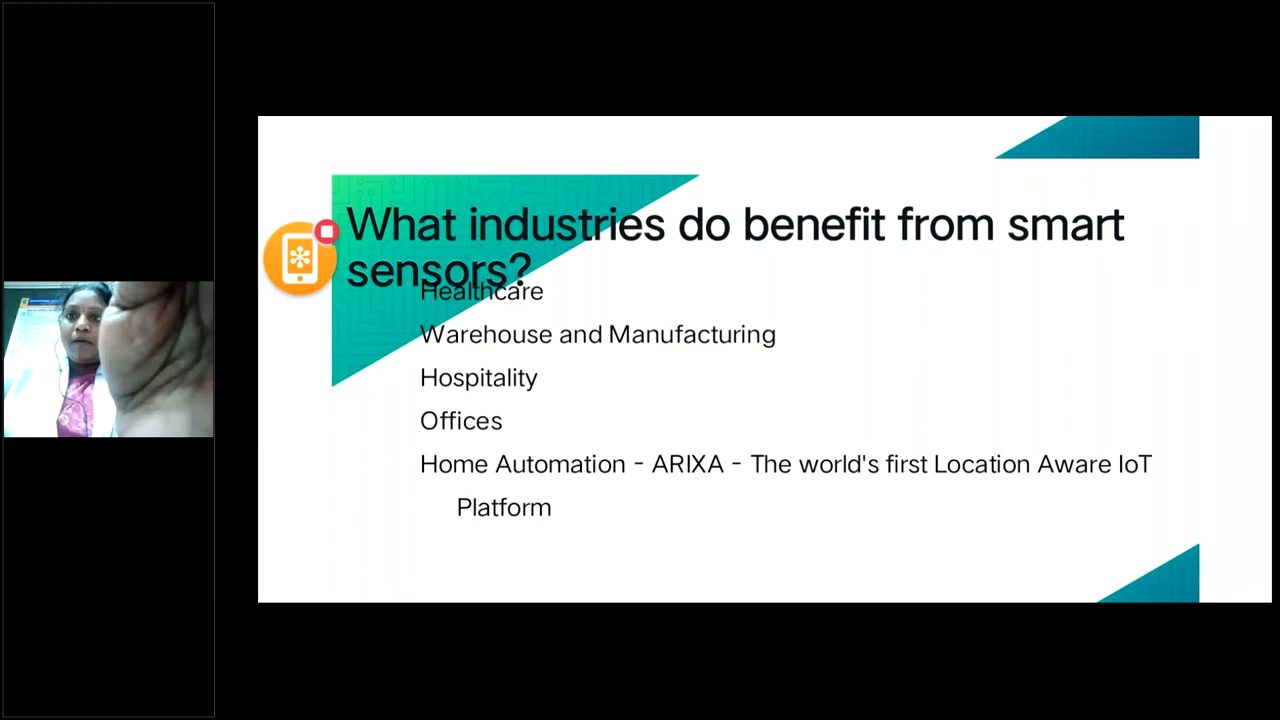 What industries do benefit from smart
sensors?
Healthcare
Warehouse and Manufacturing
Hospitality
Offices
Home Automation - ARIXA - The world's first Location Aware IoT
Platform